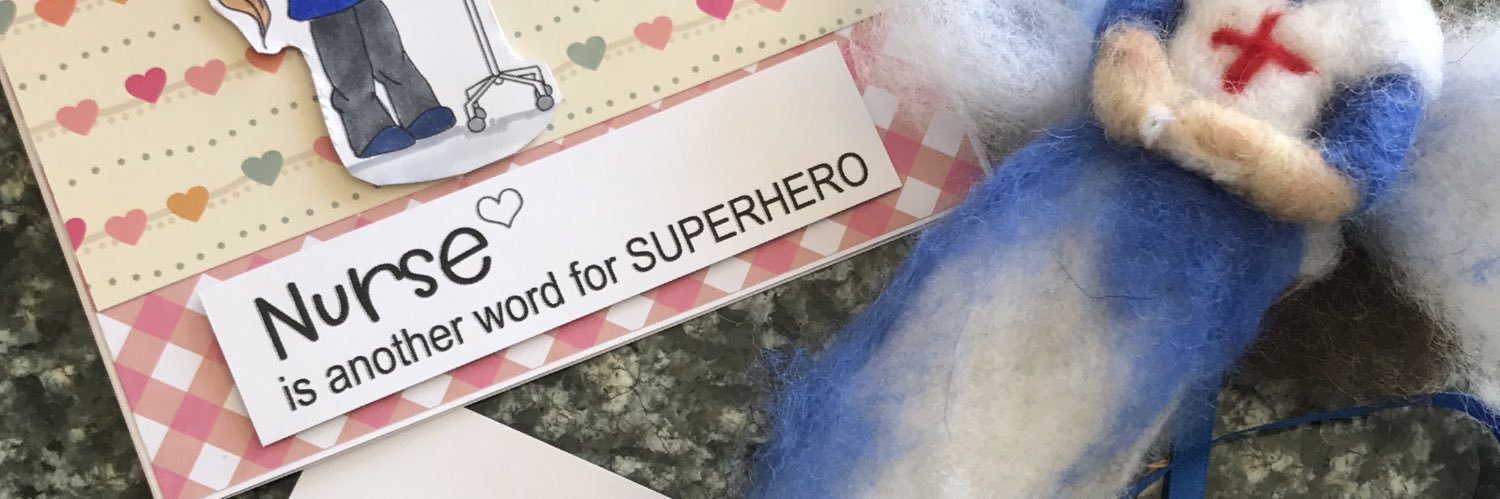 Nurse
is another word for SUPERHERO